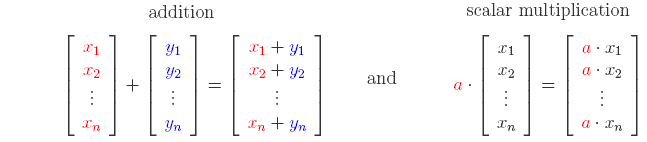 addition
scalar multiplication
[x₁ x₂ ⋮ xₙ] + [y₁ y₂ ⋮ yₙ] = [x₁ + y₁ x₂ + y₂ ⋮ xₙ + yₙ]
and
a · [x₁ x₂ ⋮ xₙ] = [a · x₁ a · x₂ ⋮ a · xₙ]